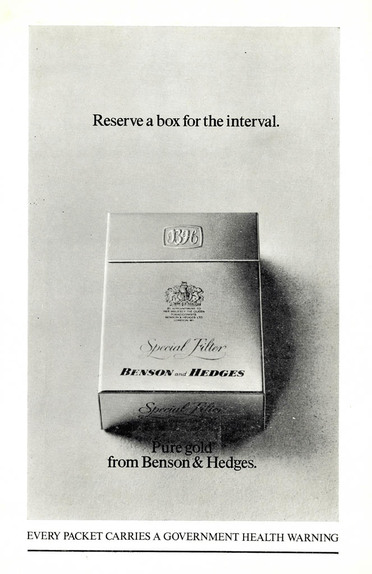 Reserve a box for the interval.
Special Filter
BENSON and HEDGES
Special Filter
Pure gold
from Benson & Hedges.
EVERY PACKET CARRIES A GOVERNMENT HEALTH WARNING